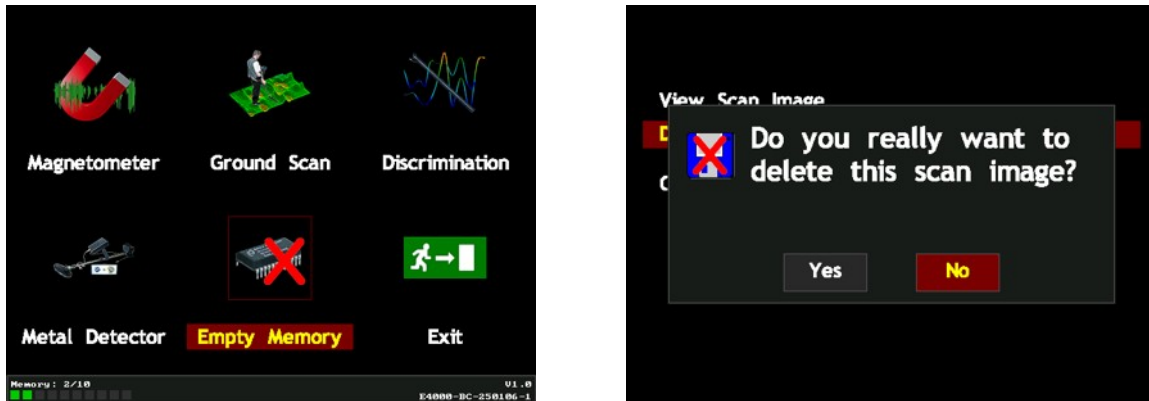 Magnetometer Ground Scan Discrimination
Metal Detector Empty Memory Exit
Memory: 2/10 V1.0
E4000-BC-250106-1
View Scan Image
D
Do you really want to
delete this scan image?
Yes No